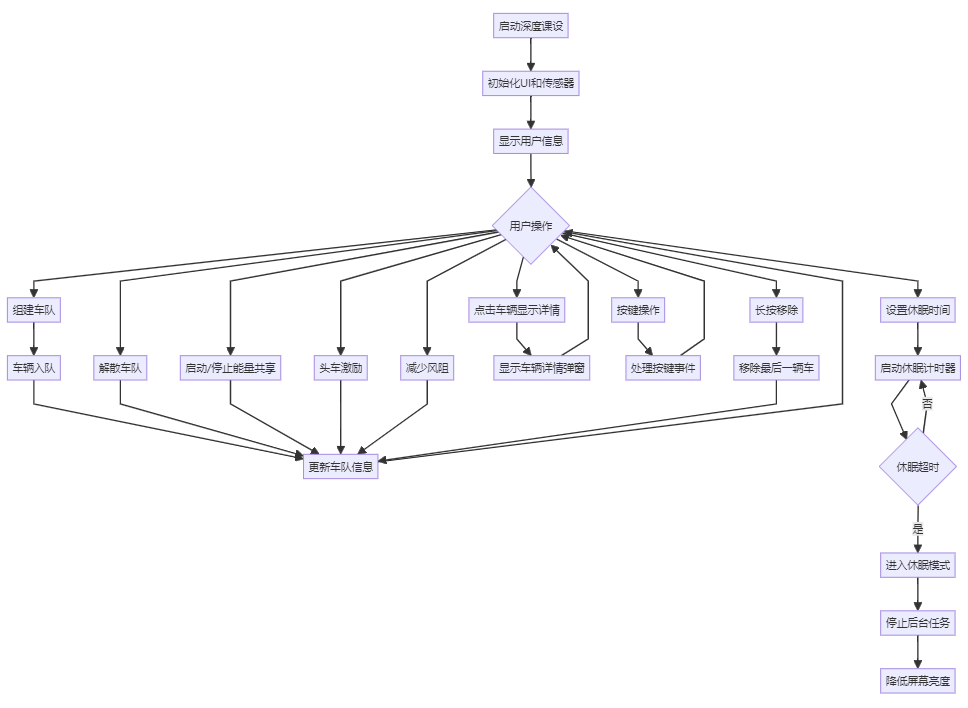 启动深度课设
初始化UI和传感器
显示用户信息
用户操作
组建车队
点击车辆显示详情
按键操作
长按移除
设置休眠时间
车辆入队
解散车队
启动/停止能量共享
头车激励
减少风阻
显示车辆详情弹窗
处理按键事件
移除最后一辆车
启动休眠计时器
否
更新车队信息
休眠超时
是
进入休眠模式
停止后台任务
降低屏幕亮度